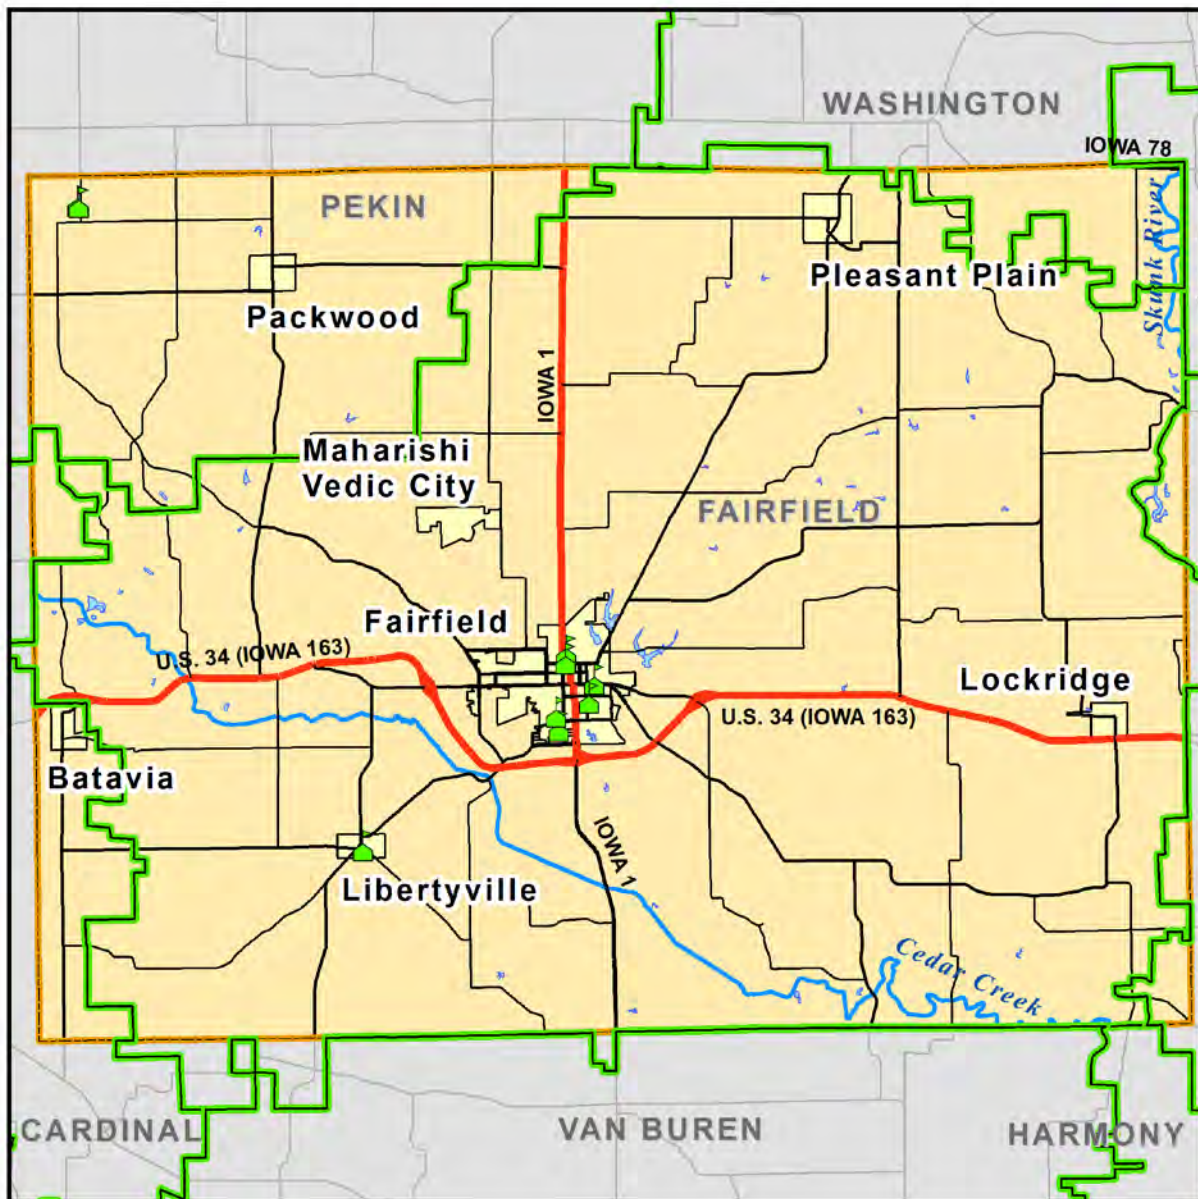 WASHINGTON
IOWA 78
PEKIN
Skunk River
Pleasant Plain
Packwood
IOWA 1
Maharishi
Vedic City
FAIRFIELD
Fairfield
U.S. 34 (IOWA 163)
Lockridge
U.S. 34 (IOWA 163)
Batavia
IOWA 1
Libertyville
Cedar Creek
CARDINAL
VAN BUREN
HARMONY